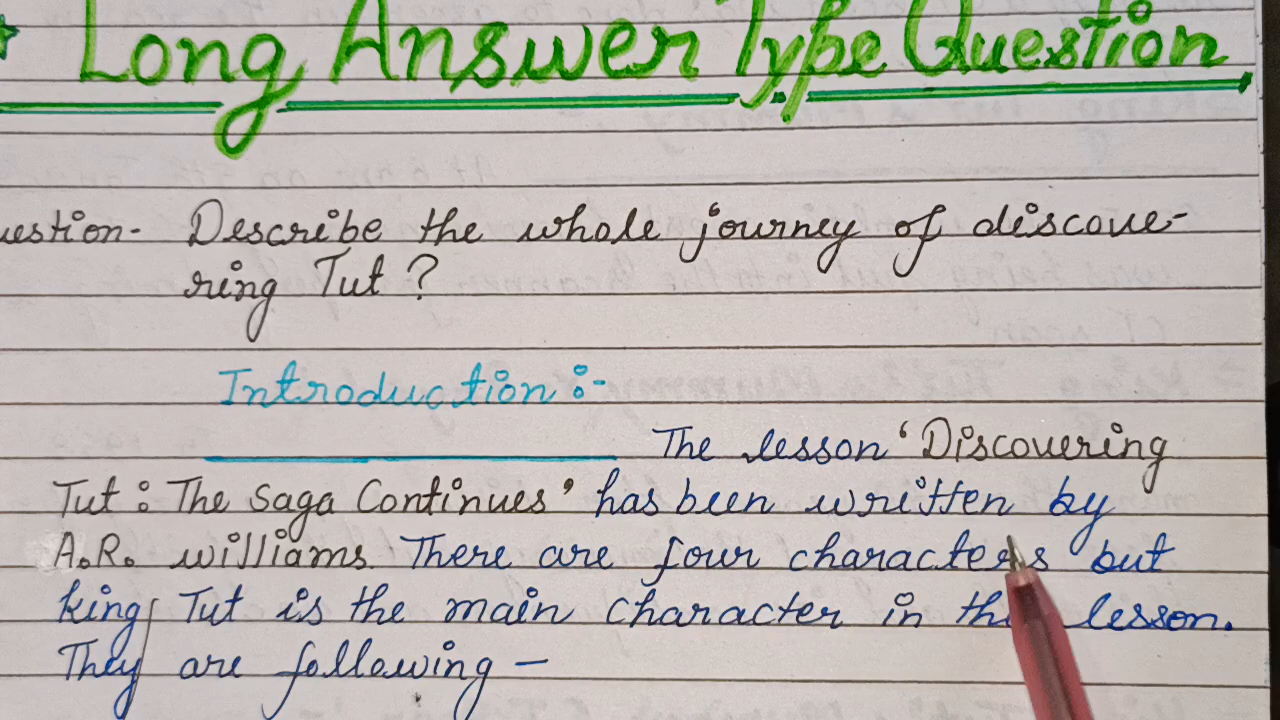 Long Answer Type Question
uestion- Describe the whole journey of discove-
ring Tut?
Introduction:-
The lesson 'Discovering
Tut: The Saga Continues' has been written by
A.R. williams. There are four characters but
king Tut is the main character in the lesson.
They are following -